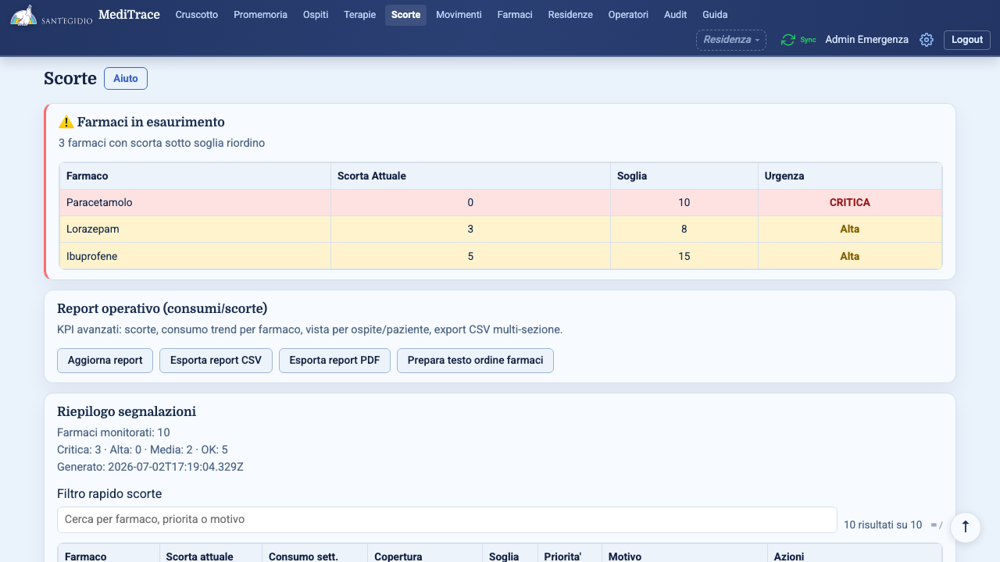 SANTEGIDIO MediTrace Cruscotto Promemoria Ospiti Terapie Scorte Movimenti Farmaci Residenze Operatori Audit Guida
Residenza Sync Admin Emergenza Logout
Scorte Aiuto
Farmaci in esaurimento
3 farmaci con scorta sotto soglia riordino
Farmaco Scorta Attuale Soglia Urgenza
Paracetamolo 0 10 CRITICA
Lorazepam 3 8 Alta
Ibuprofene 5 15 Alta
Report operativo (consumi/scorte)
KPI avanzati: scorte, consumo trend per farmaco, vista per ospite/paziente, export CSV multi-sezione.
Aggiorna report Esporta report CSV Esporta report PDF Prepara testo ordine farmaci
Riepilogo segnalazioni
Farmaci monitorati: 10
Critica: 3 · Alta: 0 · Media: 2 · OK: 5
Generato: 2026-07-02T17:19:04.329Z
Filtro rapido scorte
Cerca per farmaco, priorita o motivo
10 risultati su 10 /
Farmaco Scorta attuale Consumo sett. Copertura Soglia Priorita' Motivo Azioni